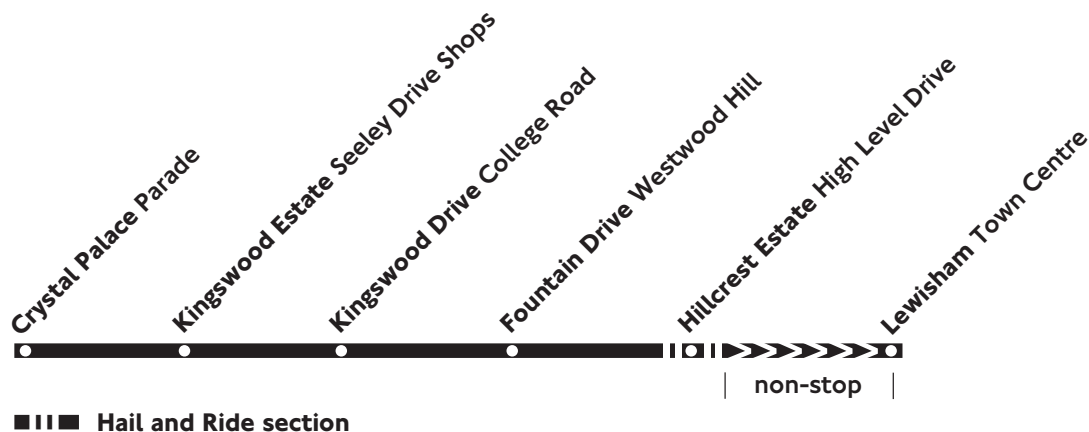 Crystal Palace Parade
Kingswood Estate Seeley Drive Shops
Kingswood Drive College Road
Fountain Drive Westwood Hill
Hillcrest Estate High Level Drive
Lewisham Town Centre
non-stop
Hail and Ride section